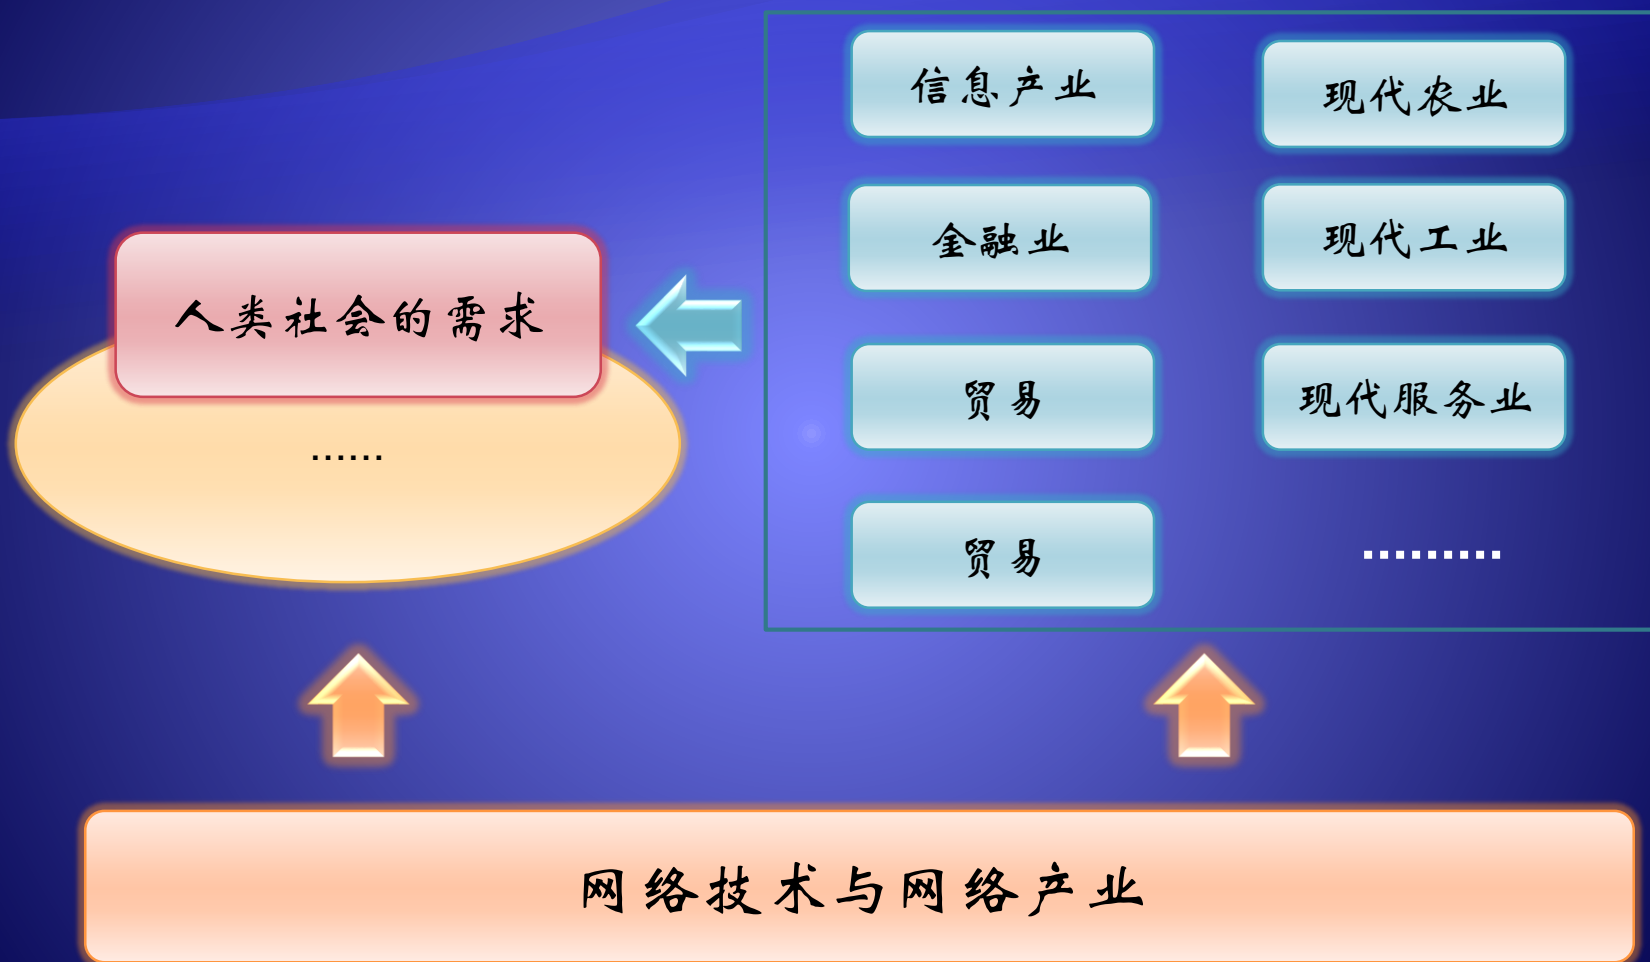 信息产业
现代农业
金融业
现代工业
人类社会的需求
贸易
现代服务业
……
贸易
………
网络技术与网络产业